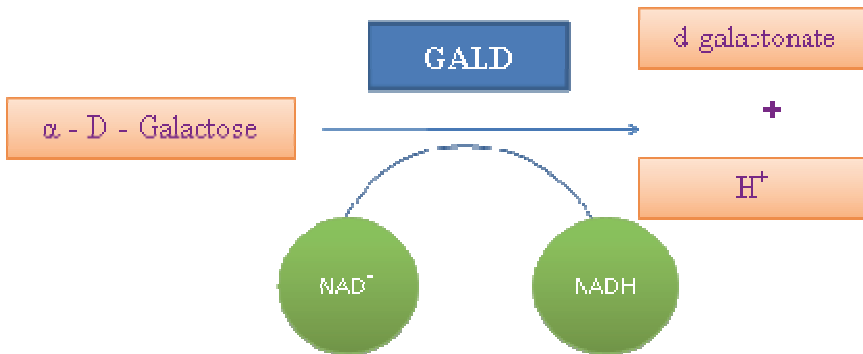 GALD
d galactonate
α - D - Galactose
+
H⁺
NAD⁺
NADH